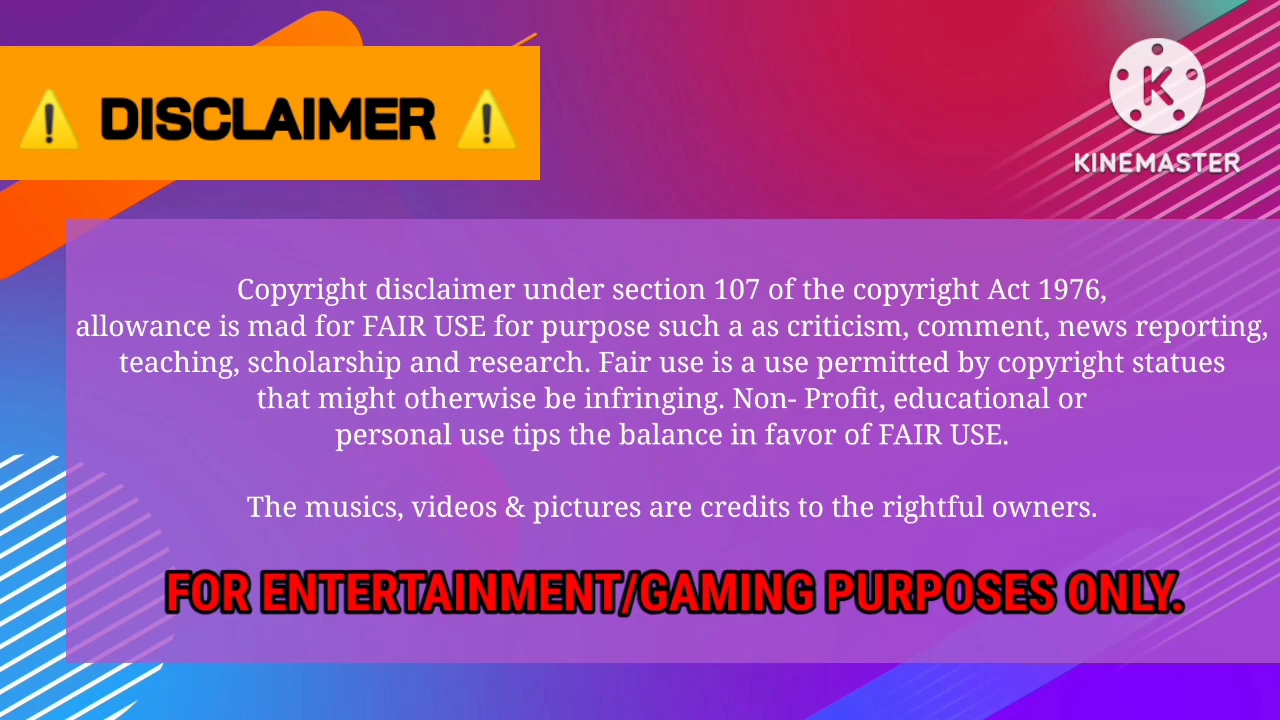 ⚠️ DISCLAIMER ⚠️
K
KINEMASTER
Copyright disclaimer under section 107 of the copyright Act 1976,
allowance is mad for FAIR USE for purpose such a as criticism, comment, news reporting,
teaching, scholarship and research. Fair use is a use permitted by copyright statues
that might otherwise be infringing. Non- Profit, educational or
personal use tips the balance in favor of FAIR USE.
The musics, videos & pictures are credits to the rightful owners.
FOR ENTERTAINMENT/GAMING PURPOSES ONLY.